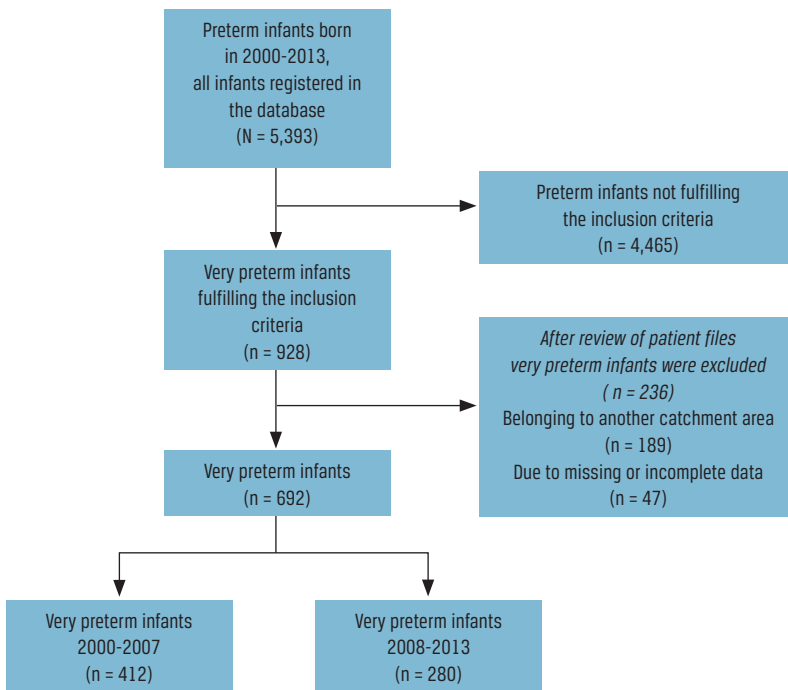 Preterm infants born
in 2000-2013,
all infants registered in
the database
(N = 5,393)
Preterm infants not fulfilling
the inclusion criteria
(n = 4,465)
Very preterm infants
fulfilling the inclusion
criteria
(n = 928)
After review of patient files
very preterm infants were excluded
( n = 236)
Belonging to another catchment area
(n = 189)
Due to missing or incomplete data
(n = 47)
Very preterm infants
(n = 692)
Very preterm infants
2000-2007
(n = 412)
Very preterm infants
2008-2013
(n = 280)